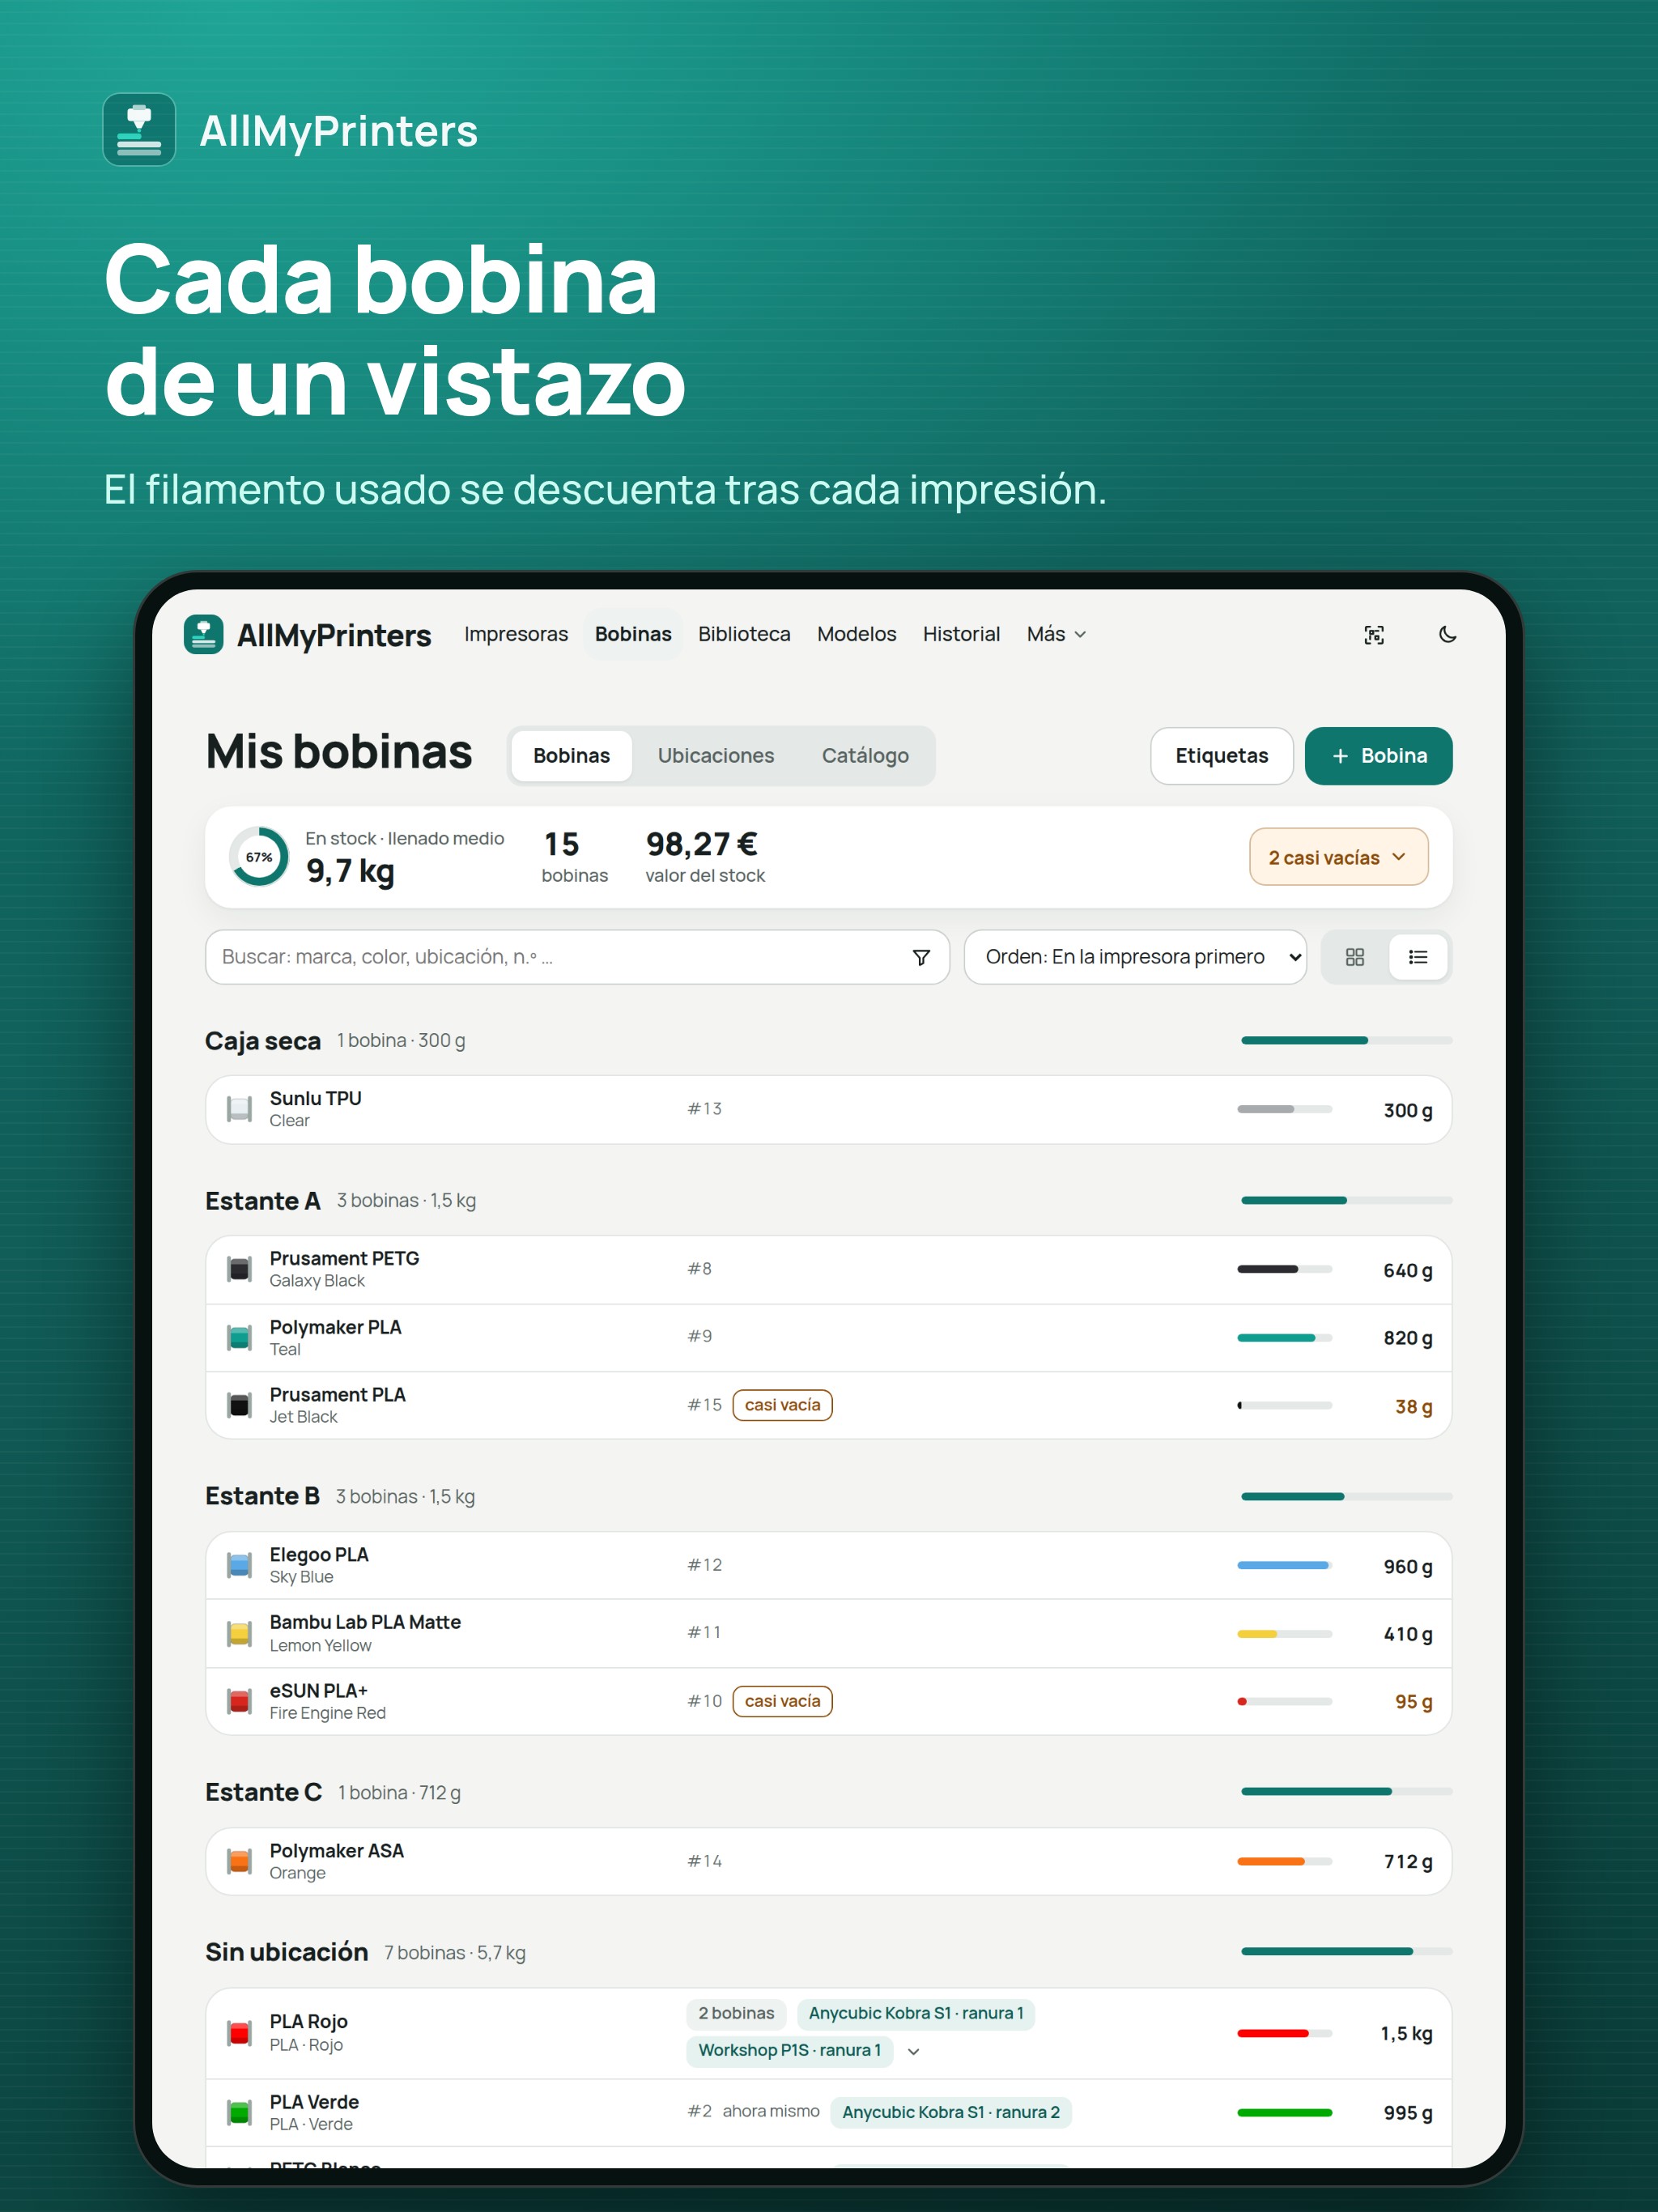 AllMyPrinters
Cada bobina
de un vistazo
El filamento usado se descuenta tras cada impresión.
AllMyPrinters Impresoras Bobinas Biblioteca Modelos Historial Más
Mis bobinas Bobinas Ubicaciones Catálogo Etiquetas + Bobina
67% En stock · llenado medio 15 98,27 € 2 casi vacías
9,7 kg bobinas valor del stock
Buscar: marca, color, ubicación, n.º ... Orden: En la impresora primero
Caja seca 1 bobina · 300 g
Sunlu TPU #13 300 g
Clear
Estante A 3 bobinas · 1,5 kg
Prusament PETG #8 640 g
Galaxy Black
Polymaker PLA #9 820 g
Teal
Prusament PLA #15 casi vacía 38 g
Jet Black
Estante B 3 bobinas · 1,5 kg
Elegoo PLA #12 960 g
Sky Blue
Bambu Lab PLA Matte #11 410 g
Lemon Yellow
eSUN PLA+ #10 casi vacía 95 g
Fire Engine Red
Estante C 1 bobina · 712 g
Polymaker ASA #14 712 g
Orange
Sin ubicación 7 bobinas · 5,7 kg
PLA Rojo 2 bobinas Anycubic Kobra S1 · ranura 1 1,5 kg
PLA · Rojo Workshop P1S · ranura 1
PLA Verde #2 ahora mismo Anycubic Kobra S1 · ranura 2 995 g
PLA · Verde